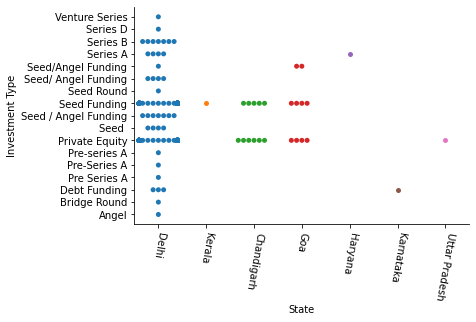 Venture Series
Series D
Series B
Series A
Seed/Angel Funding
Seed/ Angel Funding
Seed Round
Seed Funding
Seed / Angel Funding
Seed
Private Equity
Pre-series A
Pre-Series A
Pre Series A
Debt Funding
Bridge Round
Angel
Investment Type
Delhi
Kerala
Chandigarh
Goa
Haryana
Karnataka
Uttar Pradesh
State